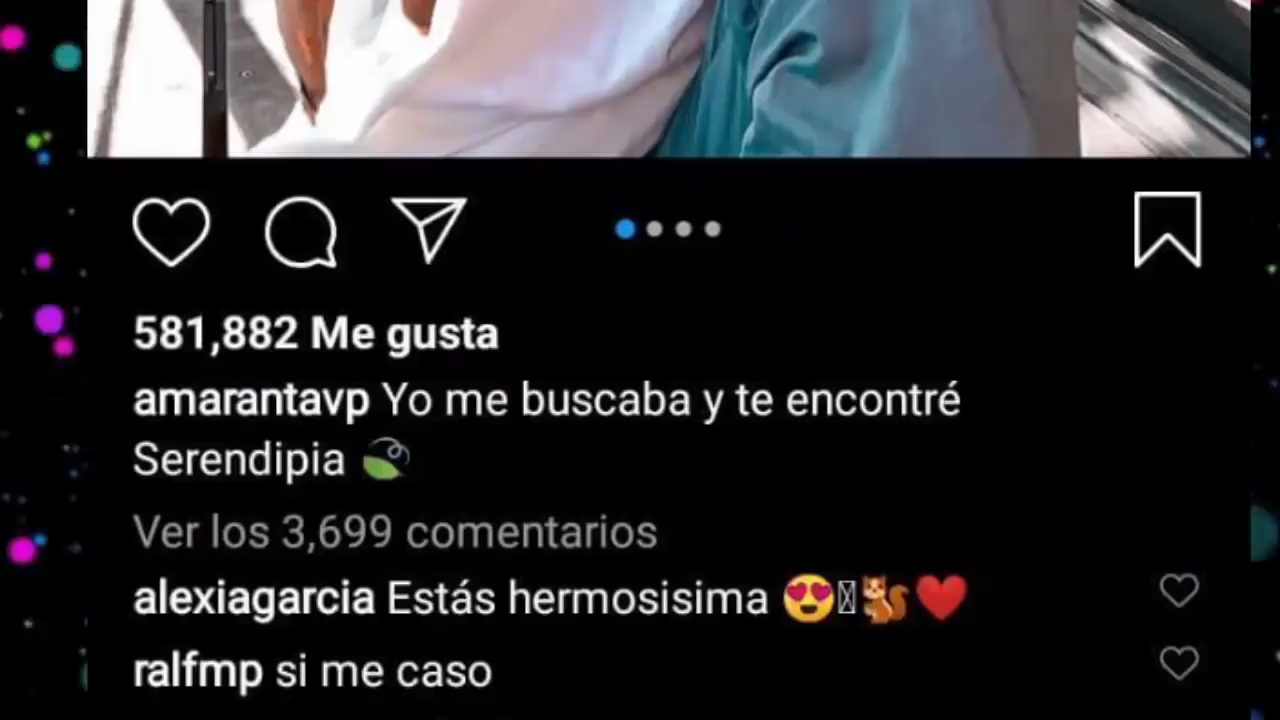 581,882 Me gusta
amarantavp Yo me buscaba y te encontré
Serendipia 🍃
Ver los 3,699 comentarios
alexiagarcia Estás hermosisima 😍🐿️❤️
ralfmp si me caso